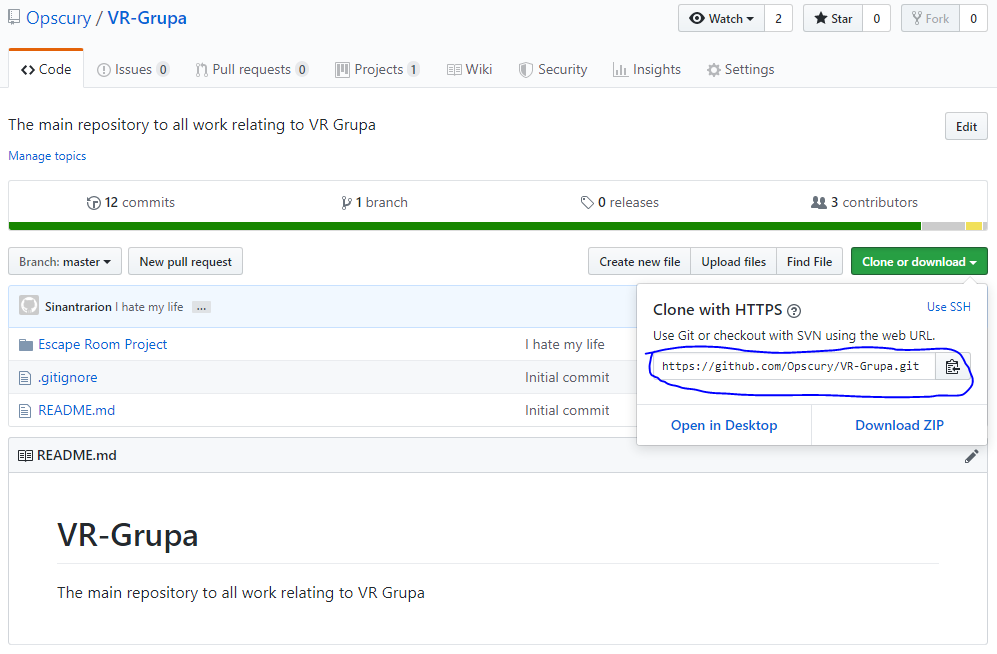 Opscury / VR-Grupa
Watch 2 Star 0 Fork 0
Code Issues 0 Pull requests 0 Projects 1 Wiki Security Insights Settings
The main repository to all work relating to VR Grupa
Edit
Manage topics
12 commits 1 branch 0 releases 3 contributors
Branch: master New pull request Create new file Upload files Find File Clone or download
Sinantrarion I hate my life ...
Escape Room Project I hate my life
.gitignore Initial commit
README.md Initial commit
Clone with HTTPS ? Use SSH
Use Git or checkout with SVN using the web URL.
https://github.com/Opscury/VR-Grupa.git
Open in Desktop Download ZIP
README.md
VR-Grupa
The main repository to all work relating to VR Grupa